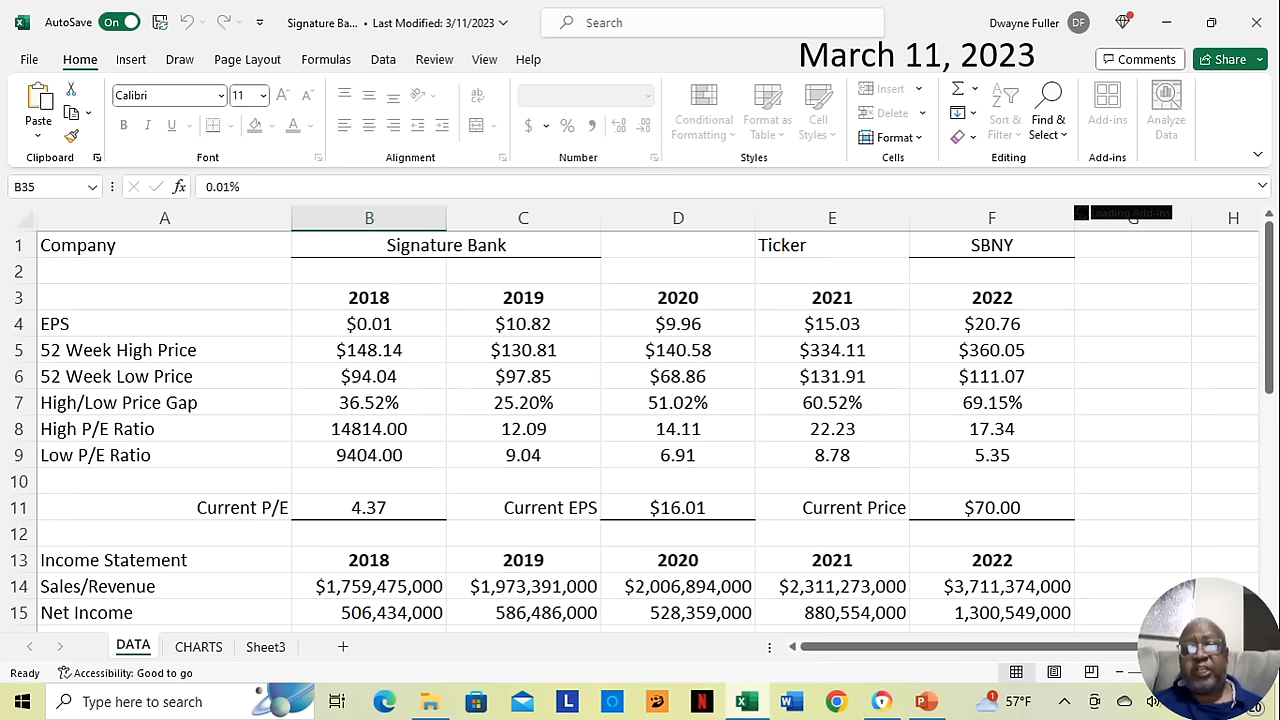 AutoSave On Signature Ba... • Last Modified: 3/11/2023 Search Dwayne Fuller DF
File Home Insert Draw Page Layout Formulas Data Review View Help March 11, 2023 Comments Share
Calibri 11 Insert
Paste B I U $ % Conditional Formatting Format as Table Cell Styles Delete Sort & Filter Find & Select Add-ins Analyze Data
Format
Clipboard Font Alignment Number Styles Cells Editing Add-ins
B35 fx 0.01%
A B C D E F G H
Loading Add-ins
1 Company Signature Bank Ticker SBNY
2
3 2018 2019 2020 2021 2022
4 EPS $0.01 $10.82 $9.96 $15.03 $20.76
5 52 Week High Price $148.14 $130.81 $140.58 $334.11 $360.05
6 52 Week Low Price $94.04 $97.85 $68.86 $131.91 $111.07
7 High/Low Price Gap 36.52% 25.20% 51.02% 60.52% 69.15%
8 High P/E Ratio 14814.00 12.09 14.11 22.23 17.34
9 Low P/E Ratio 9404.00 9.04 6.91 8.78 5.35
10
11 Current P/E 4.37 Current EPS $16.01 Current Price $70.00
12
13 Income Statement 2018 2019 2020 2021 2022
14 Sales/Revenue $1,759,475,000 $1,973,391,000 $2,006,894,000 $2,311,273,000 $3,711,374,000
15 Net Income 506,434,000 586,486,000 528,359,000 880,554,000 1,300,549,000
DATA CHARTS Sheet3
Ready Accessibility: Good to go
Type here to search 57°F